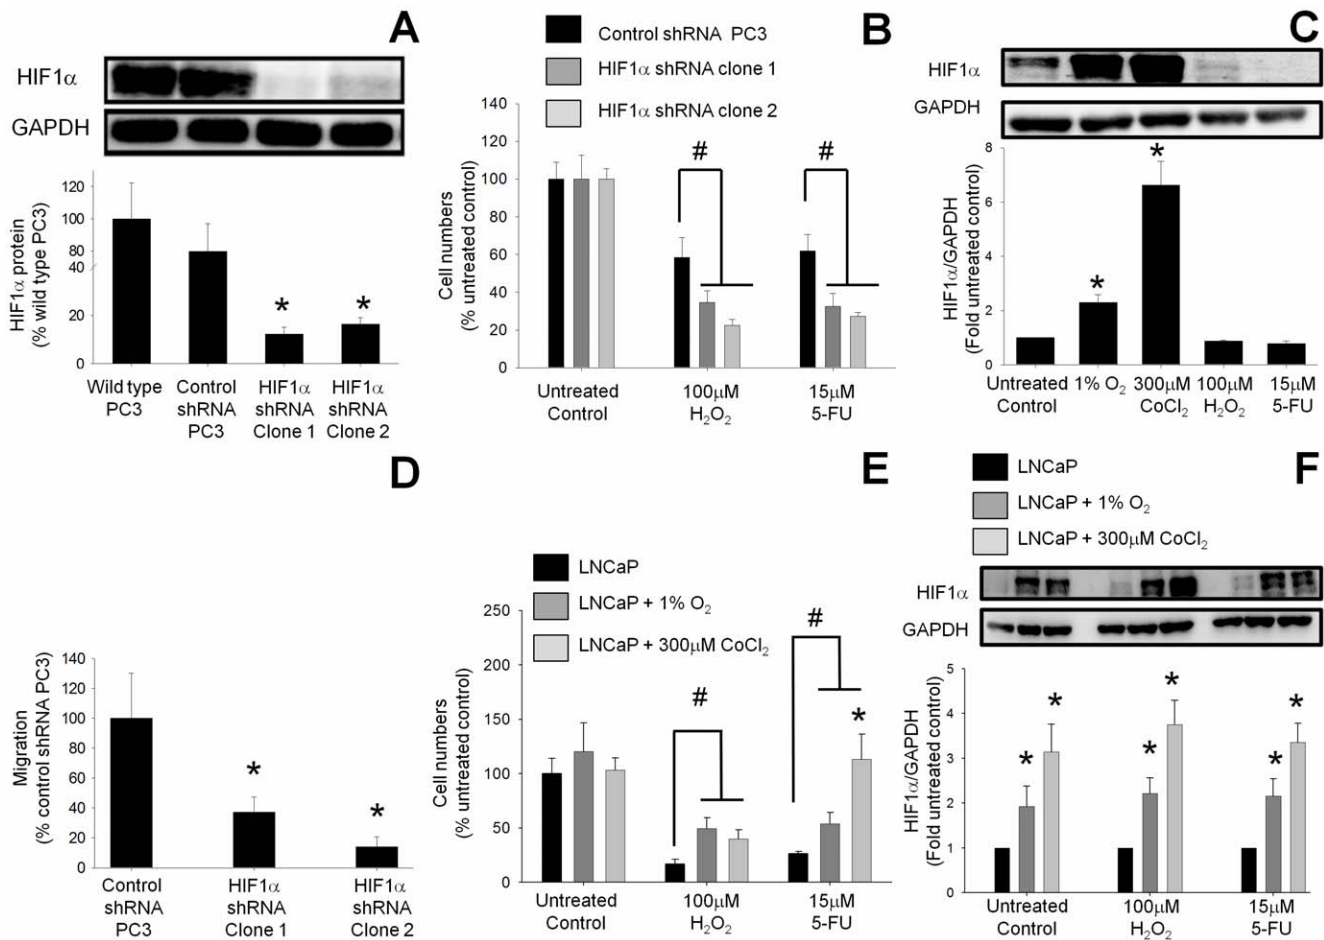 A
HIF1α
GAPDH
HIF1α protein
(% wild type PC3)
120
100
80
40
20
0
* *
Wild type
PC3
Control
shRNA
PC3
HIF1α
shRNA
Clone 1
HIF1α
shRNA
Clone 2
B
Control shRNA PC3
HIF1α shRNA clone 1
HIF1α shRNA clone 2
Cell numbers
(% untreated control)
140
120
100
80
60
40
20
0
# #
Untreated
Control
100μM
H₂O₂
15μM
5-FU
C
HIF1α
GAPDH
HIF1α/GAPDH
(Fold untreated control)
8
6
4
2
0
* *
Untreated
Control
1% O₂
300μM
CoCl₂
100μM
H₂O₂
15μM
5-FU
D
Migration
(% control shRNA PC3)
140
120
100
80
60
40
20
0
* *
Control
shRNA
PC3
HIF1α
shRNA
Clone 1
HIF1α
shRNA
Clone 2
E
LNCaP
LNCaP + 1% O₂
LNCaP + 300μM CoCl₂
Cell numbers
(% untreated control)
250
200
150
100
50
0
# # *
Untreated
Control
100μM
H₂O₂
15μM
5-FU
F
LNCaP
LNCaP + 1% O₂
LNCaP + 300μM CoCl₂
HIF1α
GAPDH
HIF1α/GAPDH
(Fold untreated control)
5
4
3
2
1
0
* * * * * *
Untreated
Control
100μM
H₂O₂
15μM
5-FU